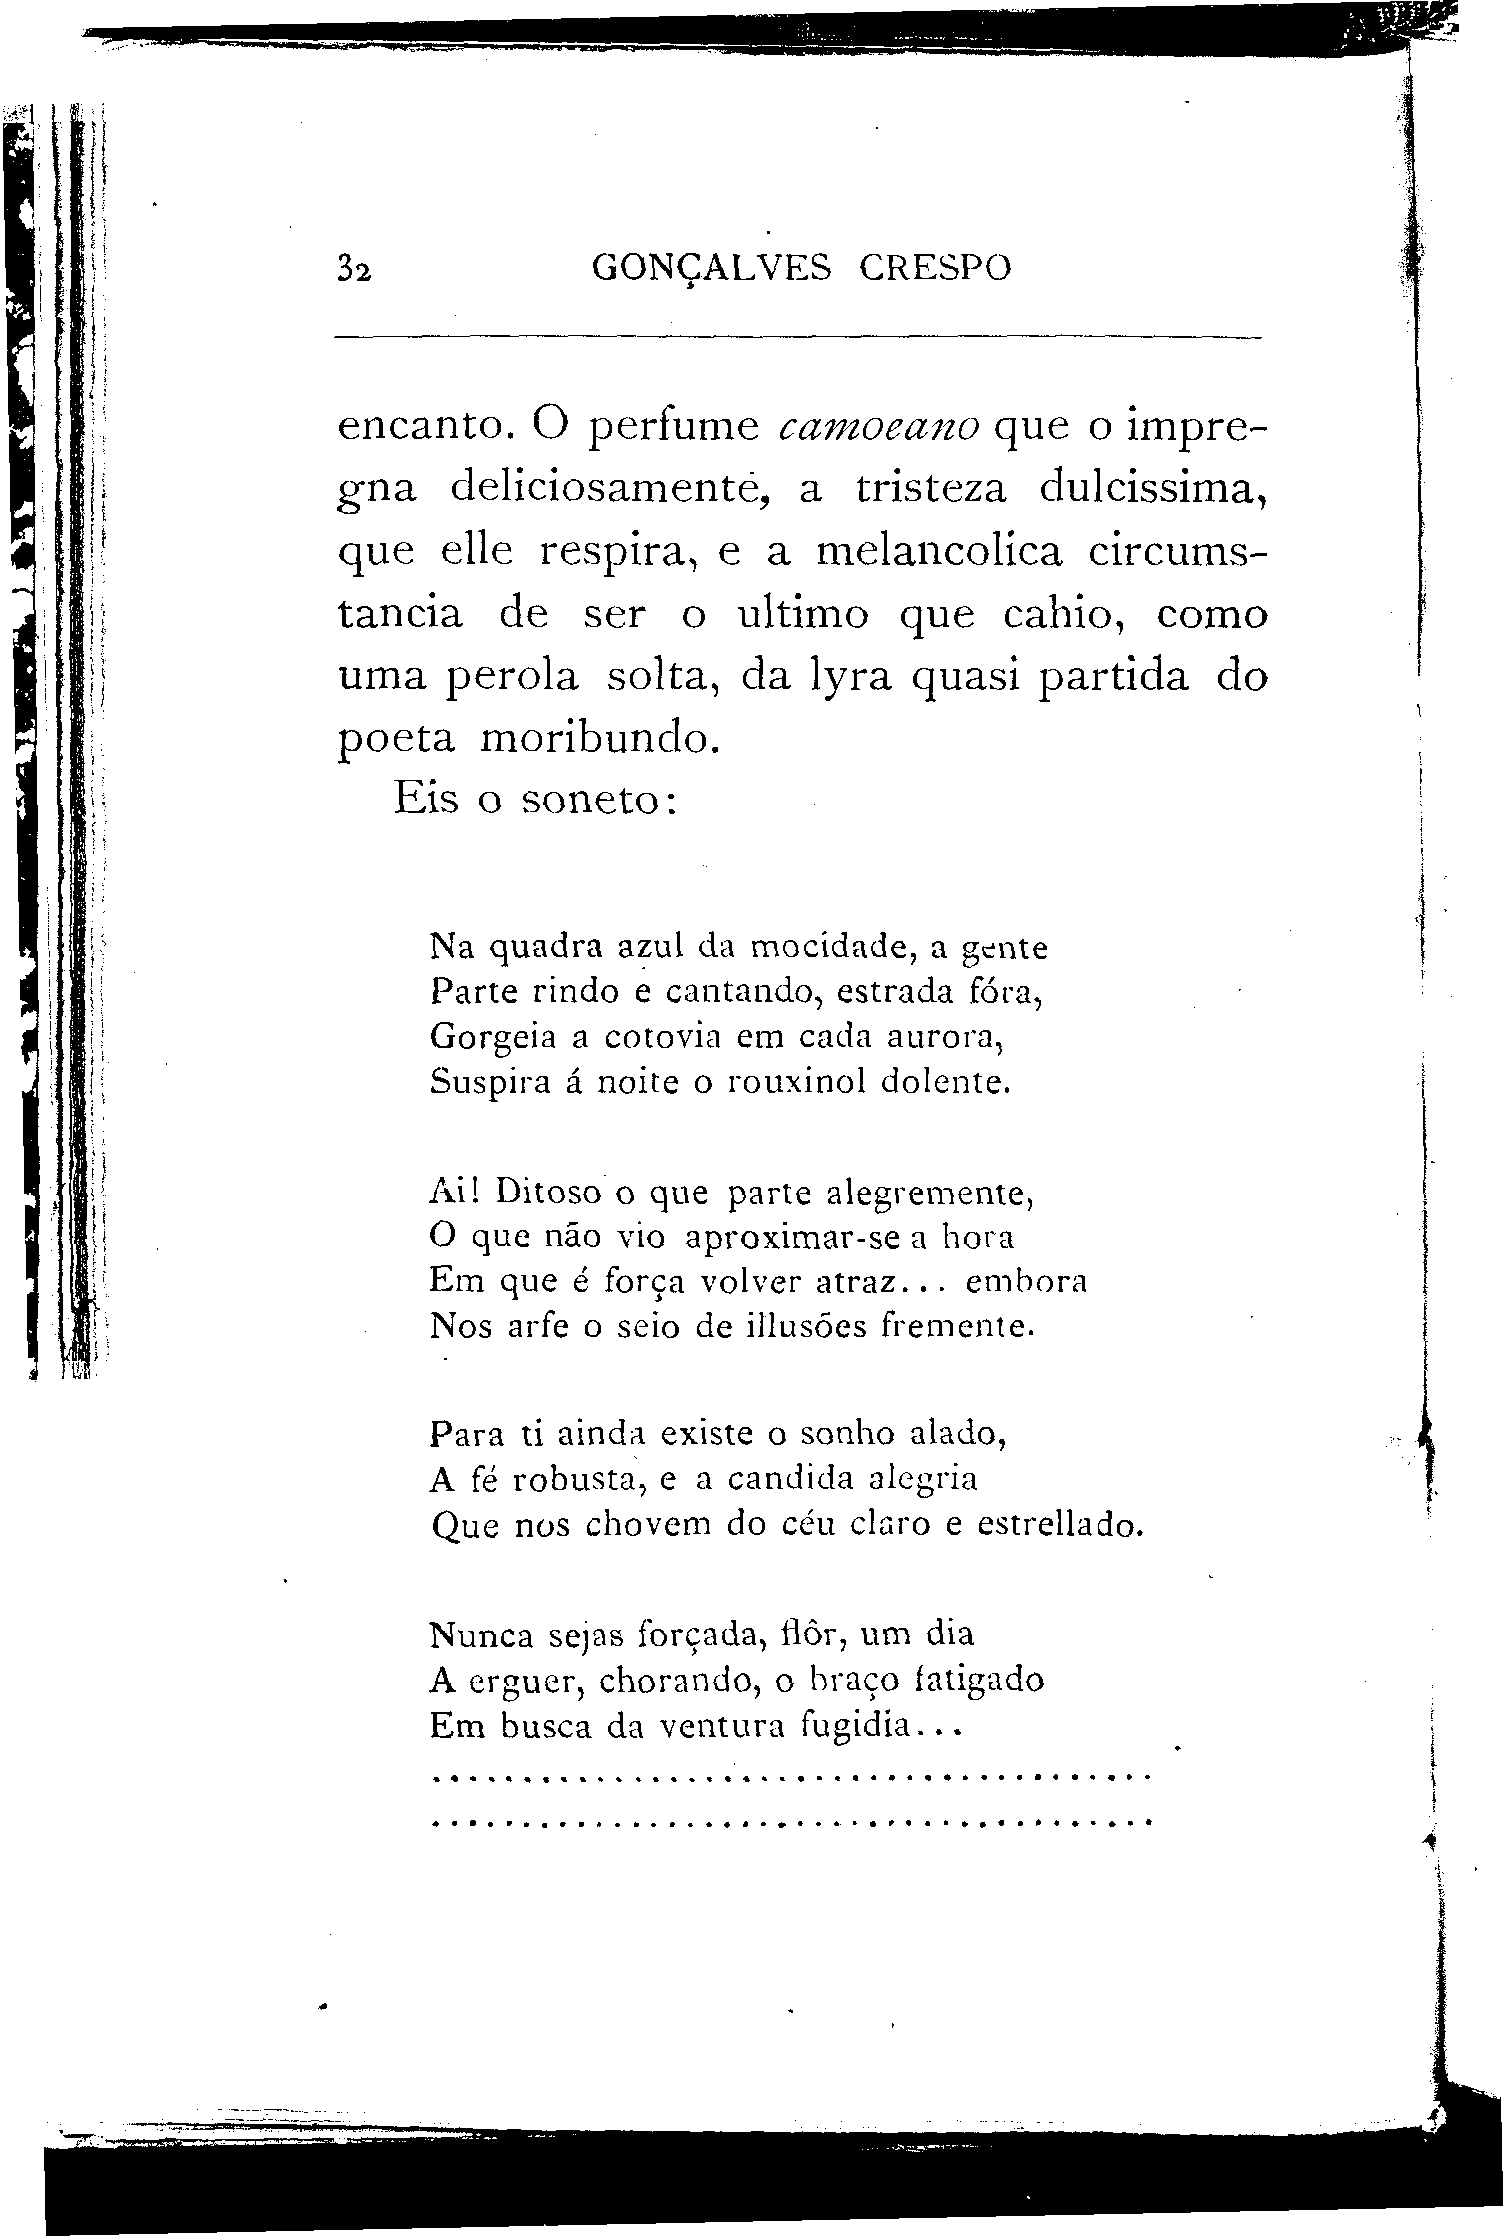 32 GONÇALVES CRESPO
encanto. O perfume camoeano que o impre-
gna deliciosamente, a tristeza dulcissima,
que elle respira, e a melancolica circums-
tancia de ser o ultimo que cahio, como
uma perola solta, da lyra quasi partida do
poeta moribundo.
Eis o soneto:
Na quadra azul da mocidade, a gente
Parte rindo e cantando, estrada fóra,
Gorgeia a cotovia em cada aurora,
Suspira á noite o rouxinol dolente.
Ai! Ditoso o que parte alegremente,
O que não vio aproximar-se a hora
Em que é força volver atraz... embora
Nos arfe o seio de illusões fremente.
Para ti ainda existe o sonho alado,
A fé robusta, e a candida alegria
Que nos chovem do céu claro e estrellado.
Nunca sejas forçada, flôr, um dia
A erguer, chorando, o braço fatigado
Em busca da ventura fugidia...
........................................
........................................